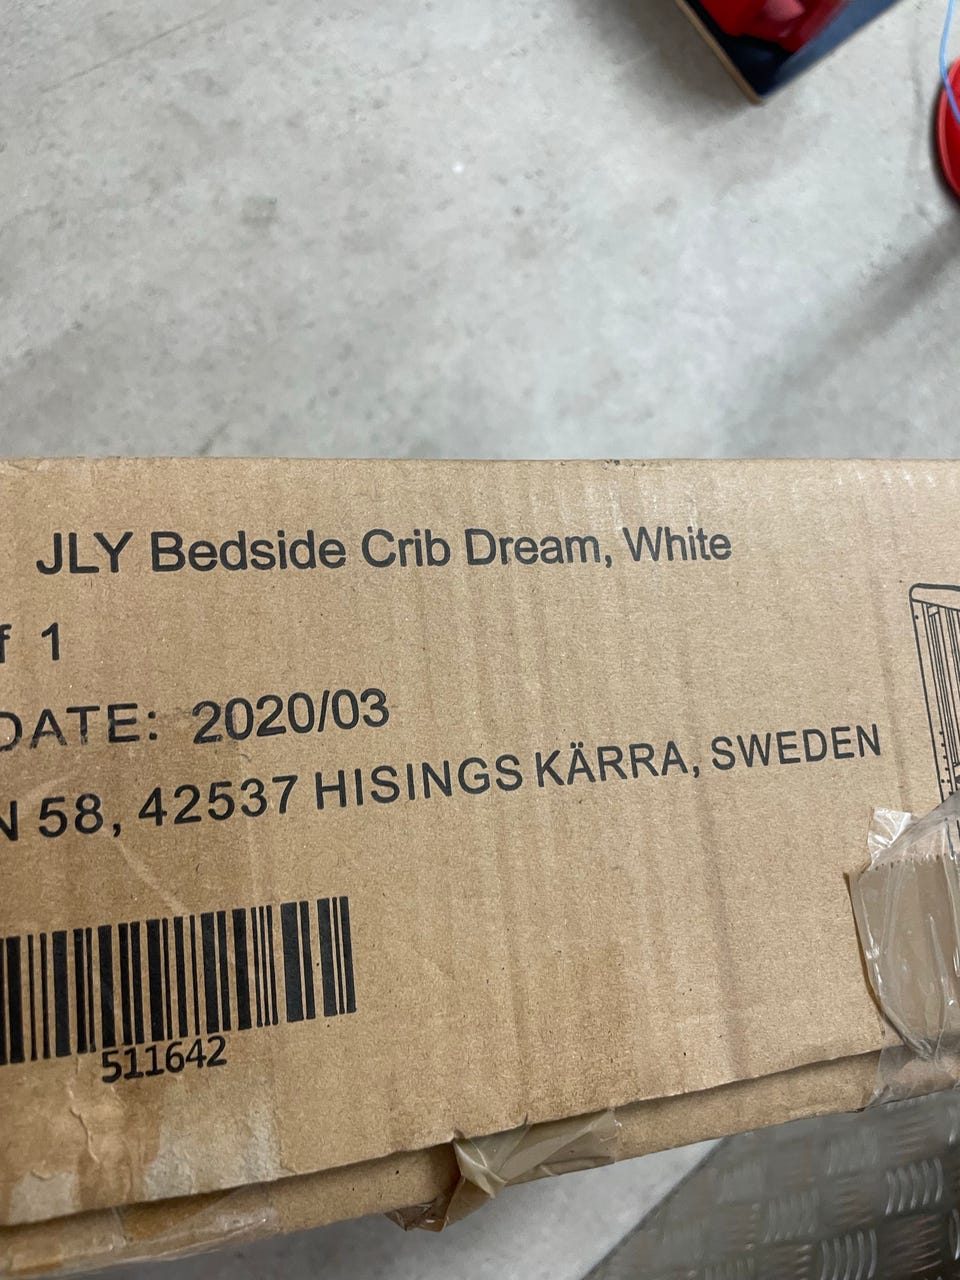 JLY Bedside Crib Dream, White
f 1
DATE: 2020/03
N 58, 42537 HISINGS KÄRRA, SWEDEN
511642